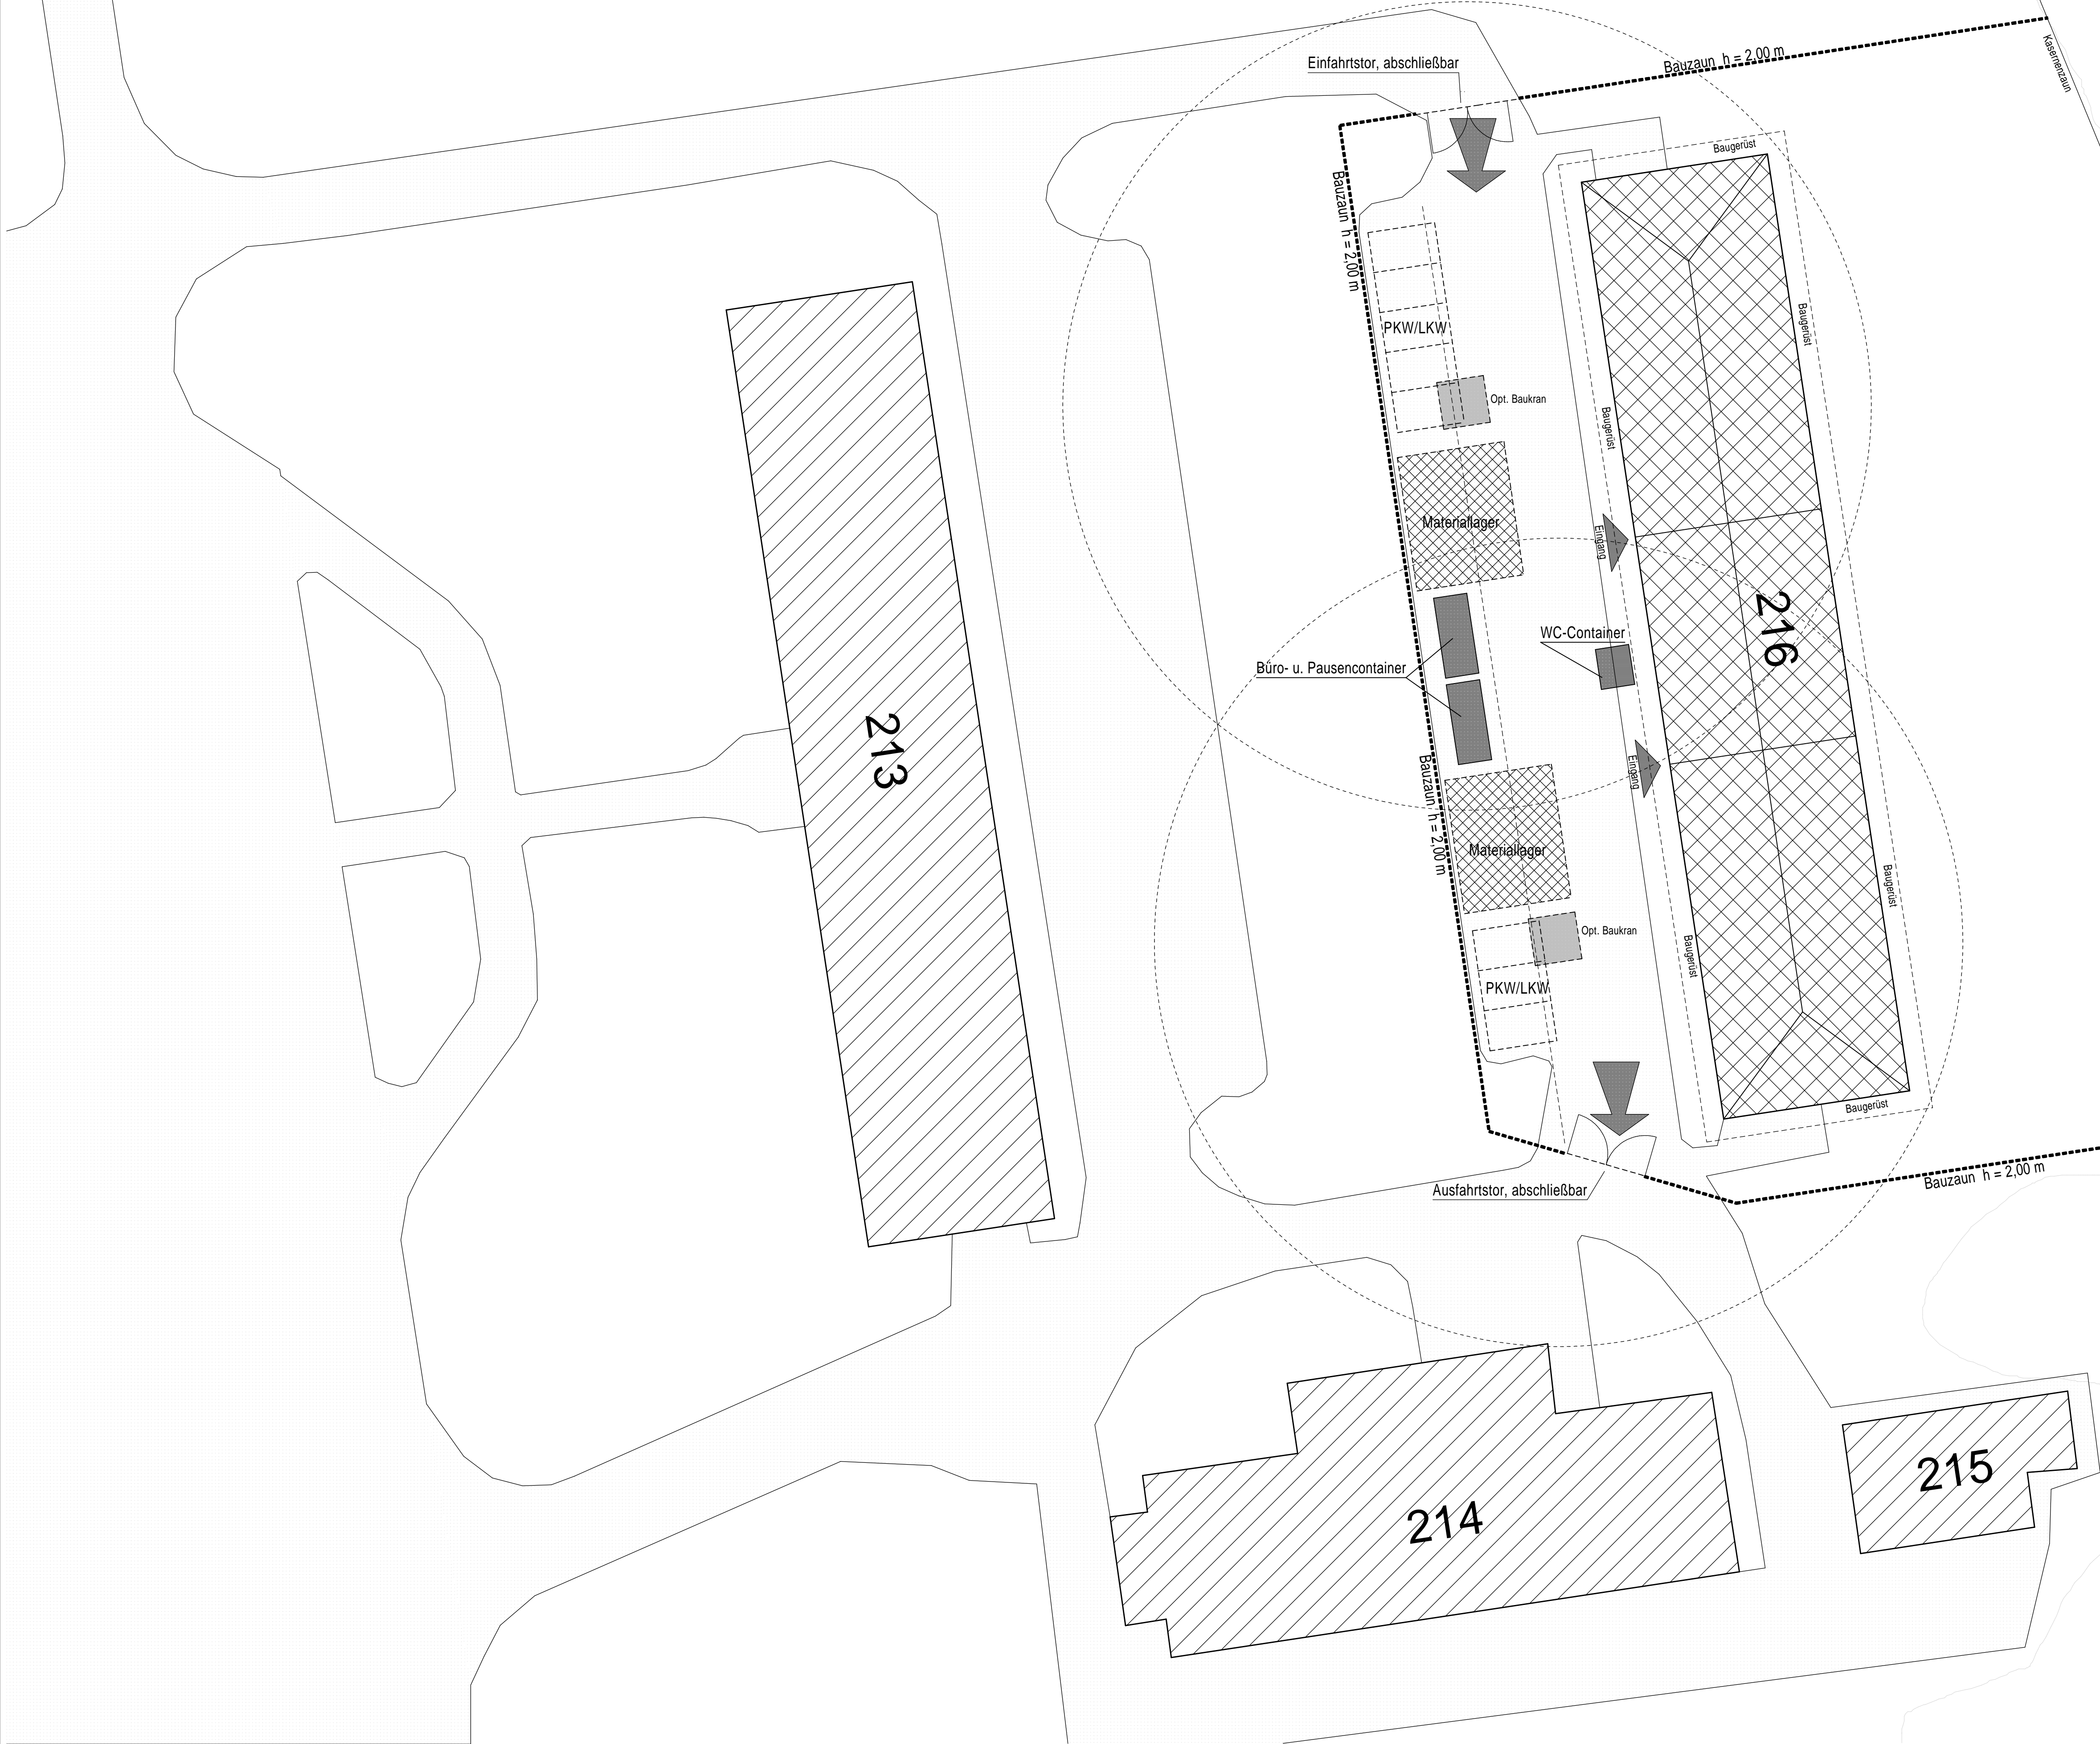 Einfahrtstor, abschließbar
Bauzaun h = 2,00 m
Kasernenzaun
Baugerüst
Bauzaun h = 2,00 m
PKW/LKW
Baugerüst
Opt. Baukran
Baugerüst
Materiallager
Eingang
216
WC-Container
Büro- u. Pausencontainer
213
Eingang
Bauzaun h = 2,00 m
Materiallager
Baugerüst
Opt. Baukran
Baugerüst
PKW/LKW
Baugerüst
Ausfahrtstor, abschließbar
Bauzaun h = 2,00 m
215
214